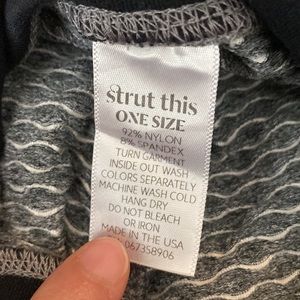 strut this
ONE SIZE
92% NYLON
8% SPANDEX
TURN GARMENT
INSIDE OUT WASH
COLORS SEPARATELY
MACHINE WASH COLD
HANG DRY
DO NOT BLEACH
OR IRON
MADE IN THE USA
067358906